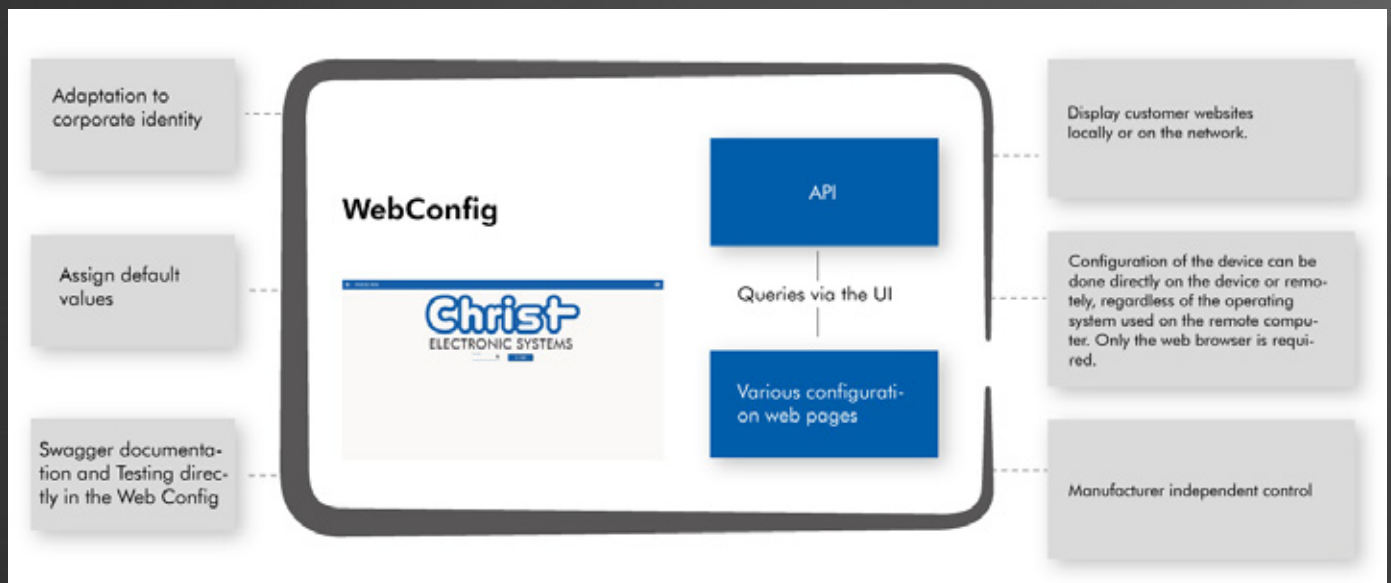 Adaptation to
corporate identity
Assign default
values
Swagger documenta-
tion and Testing direc-
tly in the Web Config
WebConfig
Christ
ELECTRONIC SYSTEMS
API
Queries via the UI
Various configurati-
on web pages
Display customer websites
locally or on the network.
Configuration of the device can be
done directly on the device or remo-
tely, regardless of the operating
system used on the remote compu-
ter. Only the web browser is requi-
red.
Manufacturer independent control